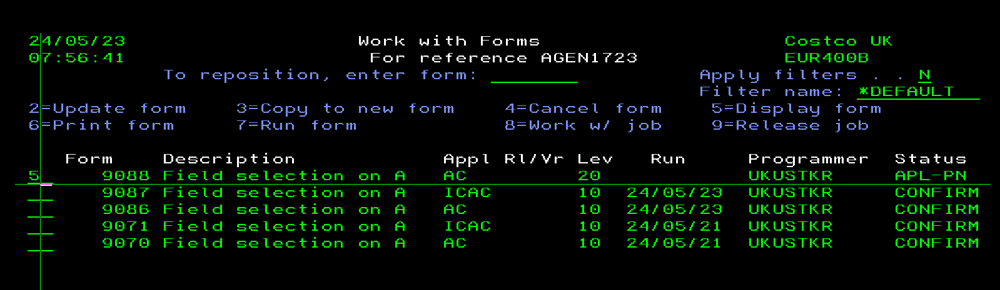 24/05/23 Work with Forms Costco UK
07:56:41 For reference AGEN1723 EUR400B
To reposition, enter form: Apply filters . . N
Filter name: *DEFAULT
2=Update form 3=Copy to new form 4=Cancel form 5=Display form
6=Print form 7=Run form 8=Work w/ job 9=Release job
Form Description Appl Rl/Vr Lev Run Programmer Status
5 9088 Field selection on A AC 20 UKUSTKR APL-PN
9087 Field selection on A ICAC 10 24/05/23 UKUSTKR CONFIRM
9086 Field selection on A AC 10 24/05/23 UKUSTKR CONFIRM
9071 Field selection on A ICAC 10 24/05/21 UKUSTKR CONFIRM
9070 Field selection on A AC 10 24/05/21 UKUSTKR CONFIRM